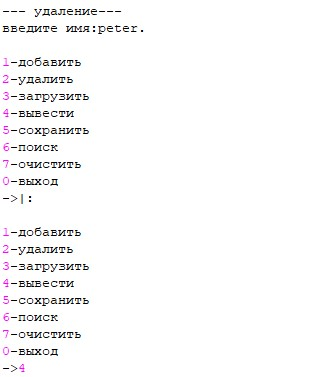 --- удаление---
введите имя:peter.
1-добавить
2-удалить
3-загрузить
4-вывести
5-сохранить
6-поиск
7-очистить
0-выход
->|:
1-добавить
2-удалить
3-загрузить
4-вывести
5-сохранить
6-поиск
7-очистить
0-выход
->4